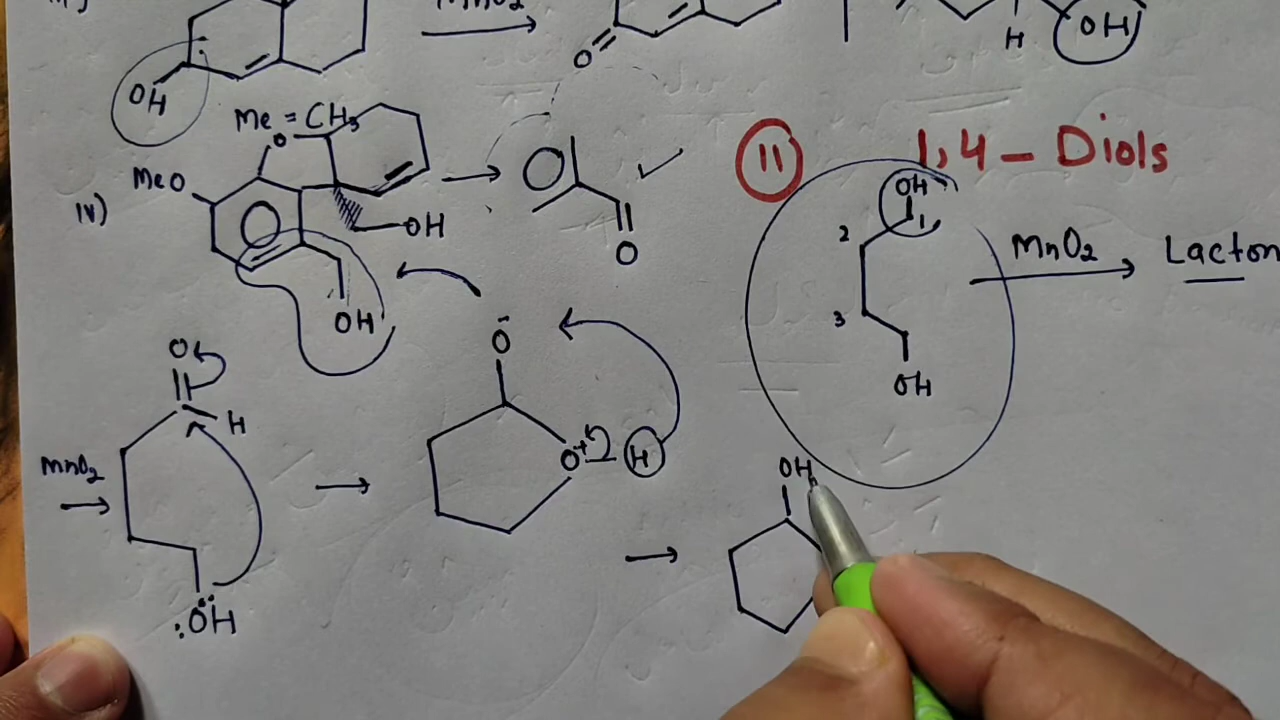 MnO2
OH
O
H
OH
Me = CH3
O
MeO
iv)
OH
OH
O
11
1,4 - Diols
OH
1
2
3
OH
MnO2
Lacton
MnO2
O
H
:ÖH
Ō
O+
H
OH